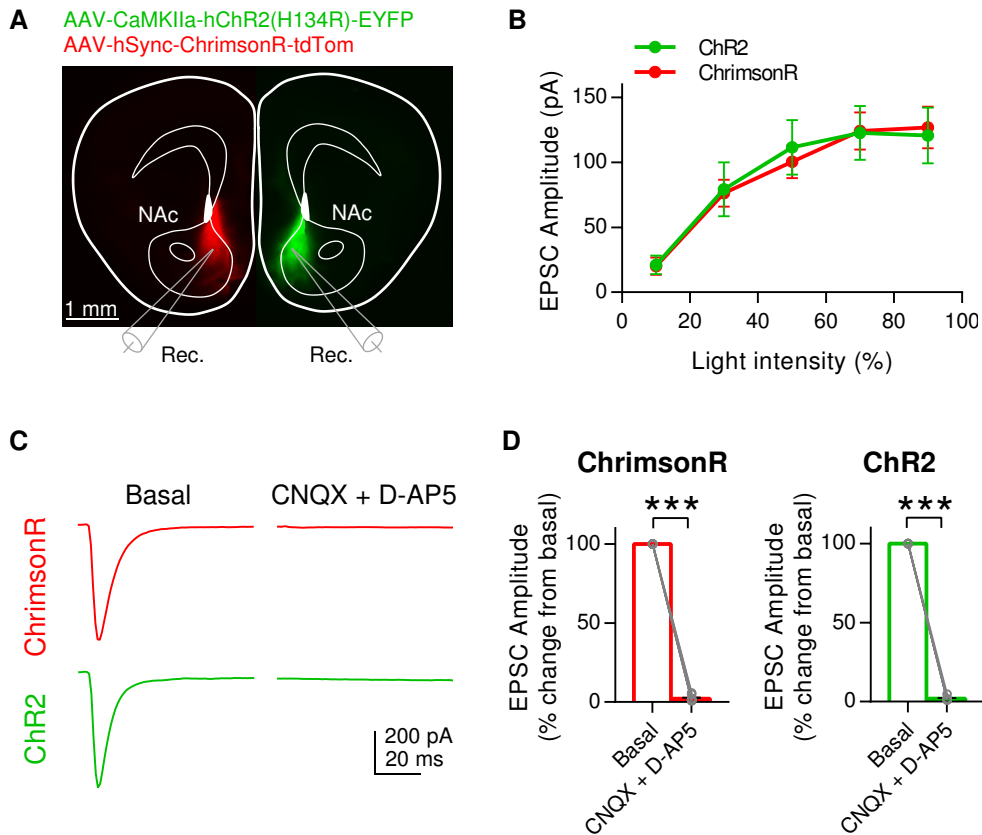 A
AAV-CaMKIIa-hChR2(H134R)-EYFP
AAV-hSync-ChrimsonR-tdTom
NAc
NAc
1 mm
Rec.
Rec.
B
ChR2
ChrimsonR
EPSC Amplitude (pA)
150
100
50
0
0
20
40
60
80
100
Light intensity (%)
C
Basal
CNQX + D-AP5
ChrimsonR
ChR2
200 pA
20 ms
D
ChrimsonR
***
EPSC Amplitude
(% change from basal)
100
50
0
Basal
CNQX + D-AP5
ChR2
***
EPSC Amplitude
(% change from basal)
100
50
0
Basal
CNQX + D-AP5